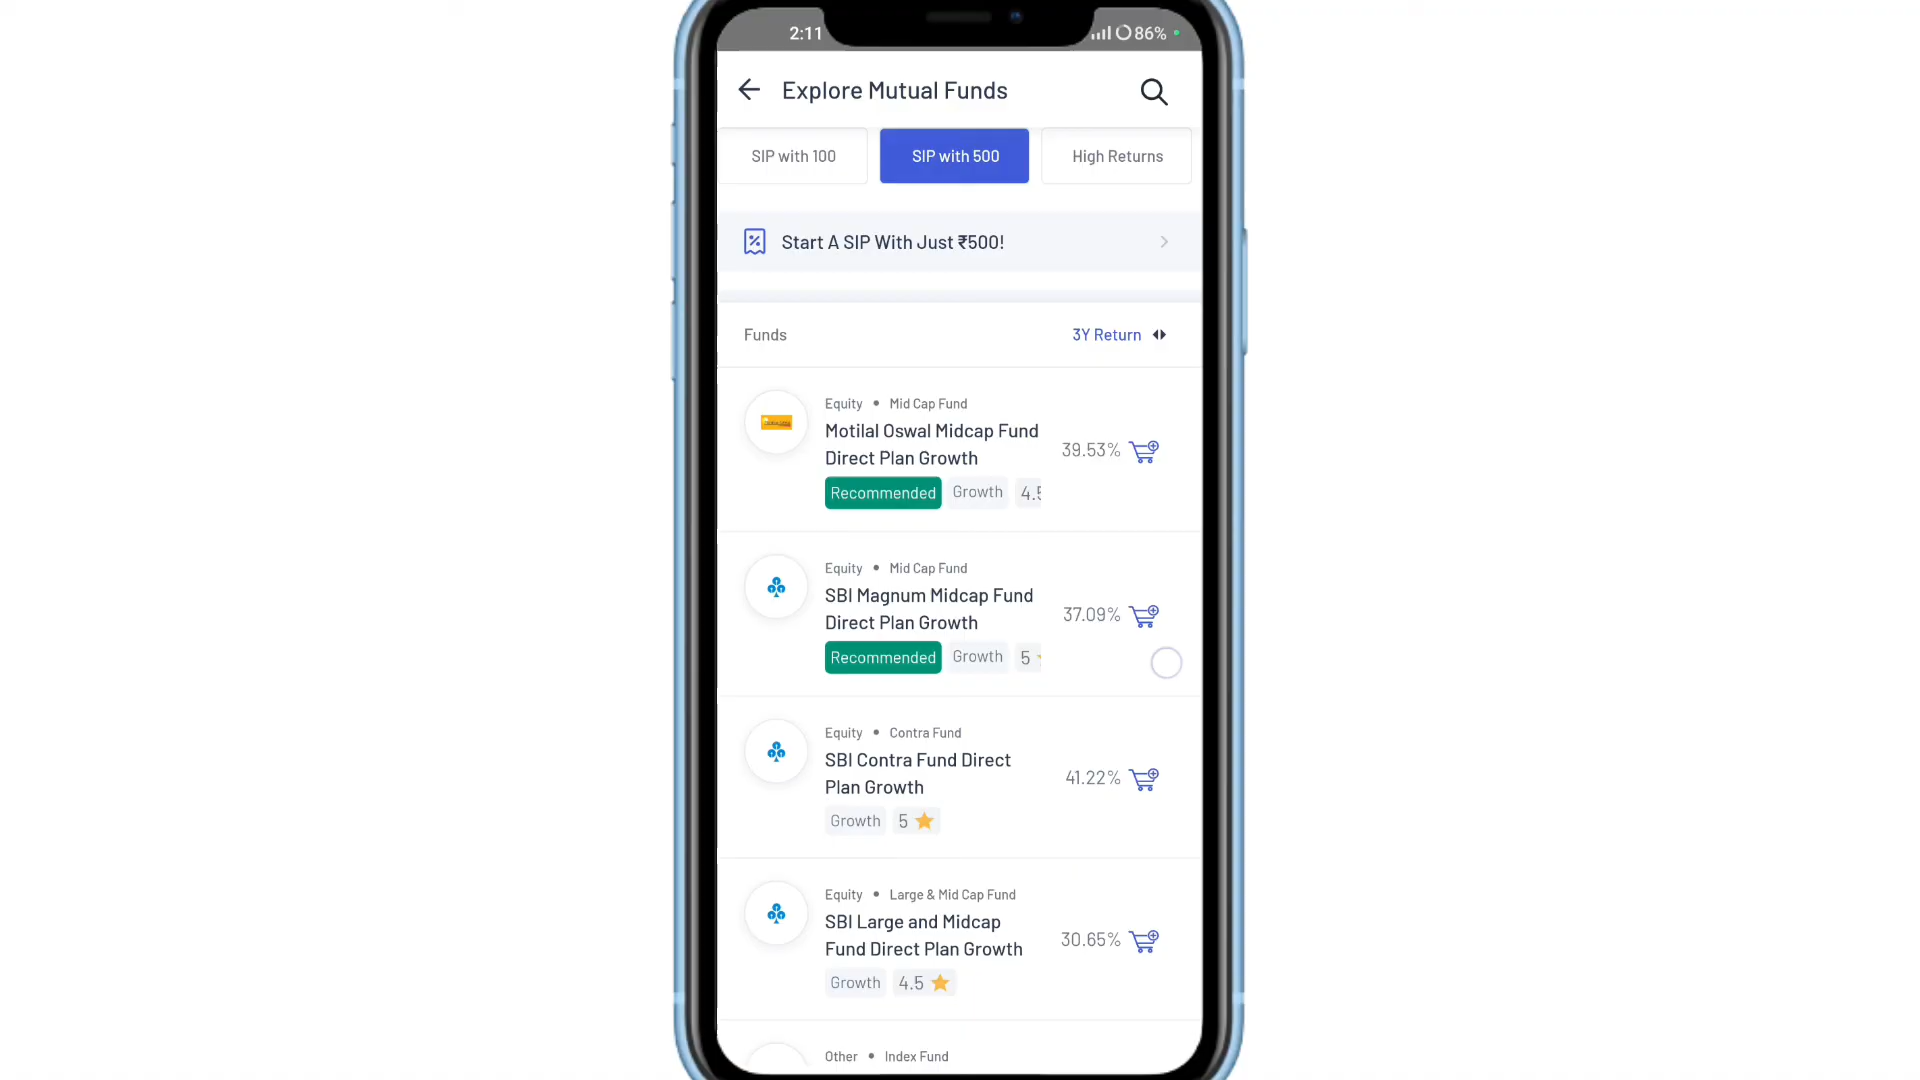 2:11
86%
Explore Mutual Funds
SIP with 100
SIP with 500
High Returns
Start A SIP With Just ₹500!
Funds
3Y Return
Equity • Mid Cap Fund
Motilal Oswal Midcap Fund
Direct Plan Growth
39.53%
Recommended
Growth
4.5
Equity • Mid Cap Fund
SBI Magnum Midcap Fund
Direct Plan Growth
37.09%
Recommended
Growth
5
Equity • Contra Fund
SBI Contra Fund Direct
Plan Growth
41.22%
Growth
5
Equity • Large & Mid Cap Fund
SBI Large and Midcap
Fund Direct Plan Growth
30.65%
Growth
4.5
Other • Index Fund